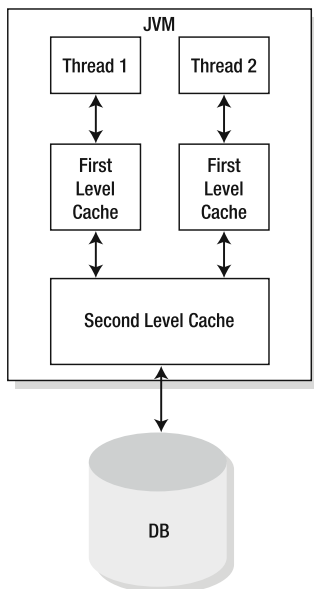 JVM
Thread 1
Thread 2
First
Level
Cache
First
Level
Cache
Second Level Cache
DB